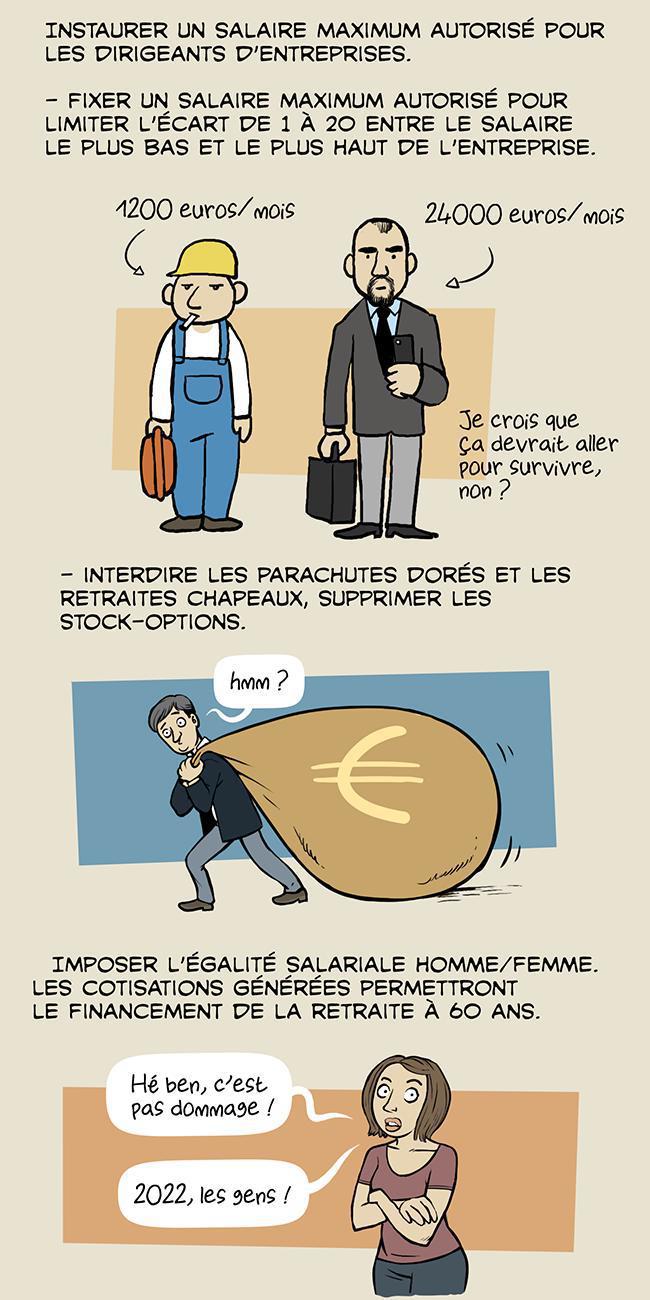 INSTAURER UN SALAIRE MAXIMUM AUTORISÉ POUR
LES DIRIGEANTS D'ENTREPRISES.
– FIXER UN SALAIRE MAXIMUM AUTORISÉ POUR
LIMITER L'ÉCART DE 1 À 20 ENTRE LE SALAIRE
LE PLUS BAS ET LE PLUS HAUT DE L'ENTREPRISE.
1200 euros/mois
24000 euros/mois
Je crois que
ça devrait aller
pour survivre,
non ?
– INTERDIRE LES PARACHUTES DORÉS ET LES
RETRAITES CHAPEAUX, SUPPRIMER LES
STOCK-OPTIONS.
hmm ?
€
IMPOSER L'ÉGALITÉ SALARIALE HOMME/FEMME.
LES COTISATIONS GÉNÉRÉES PERMETTRONT
LE FINANCEMENT DE LA RETRAITE À 60 ANS.
Hé ben, c'est
pas dommage !
2022, les gens !